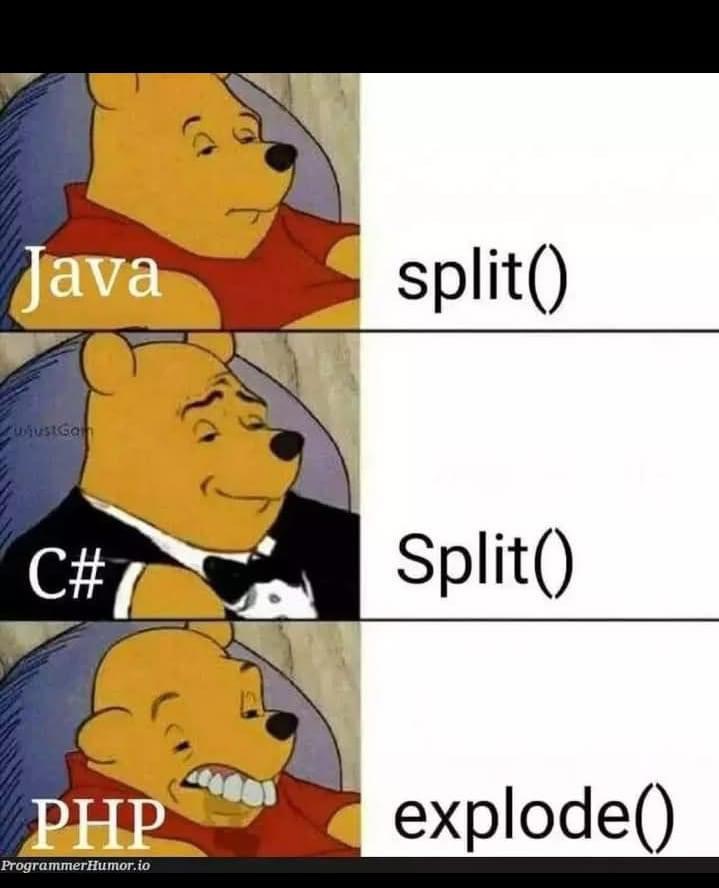 Java
split()
C#
Split()
PHP
explode()
ProgrammerHumor.io